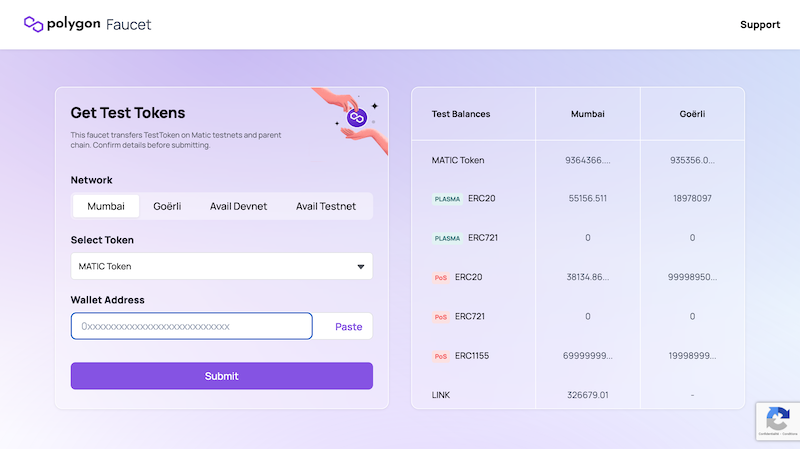 polygon Faucet
Support
Get Test Tokens
This faucet transfers TestToken on Matic testnets and parent
chain. Confirm details before submitting.
Network
Mumbai Goërli Avail Devnet Avail Testnet
Select Token
MATIC Token
Wallet Address
0xxxxxxxxxxxxxxxxxxxxxxxxxxxx
Paste
Submit
Test Balances Mumbai Goërli
MATIC Token 9364366.... 935356.0...
PLASMA ERC20 55156.511 18978097
PLASMA ERC721 0 0
PoS ERC20 38134.86... 99998950...
PoS ERC721 0 0
PoS ERC1155 69999999... 19998999...
LINK 326679.01 -